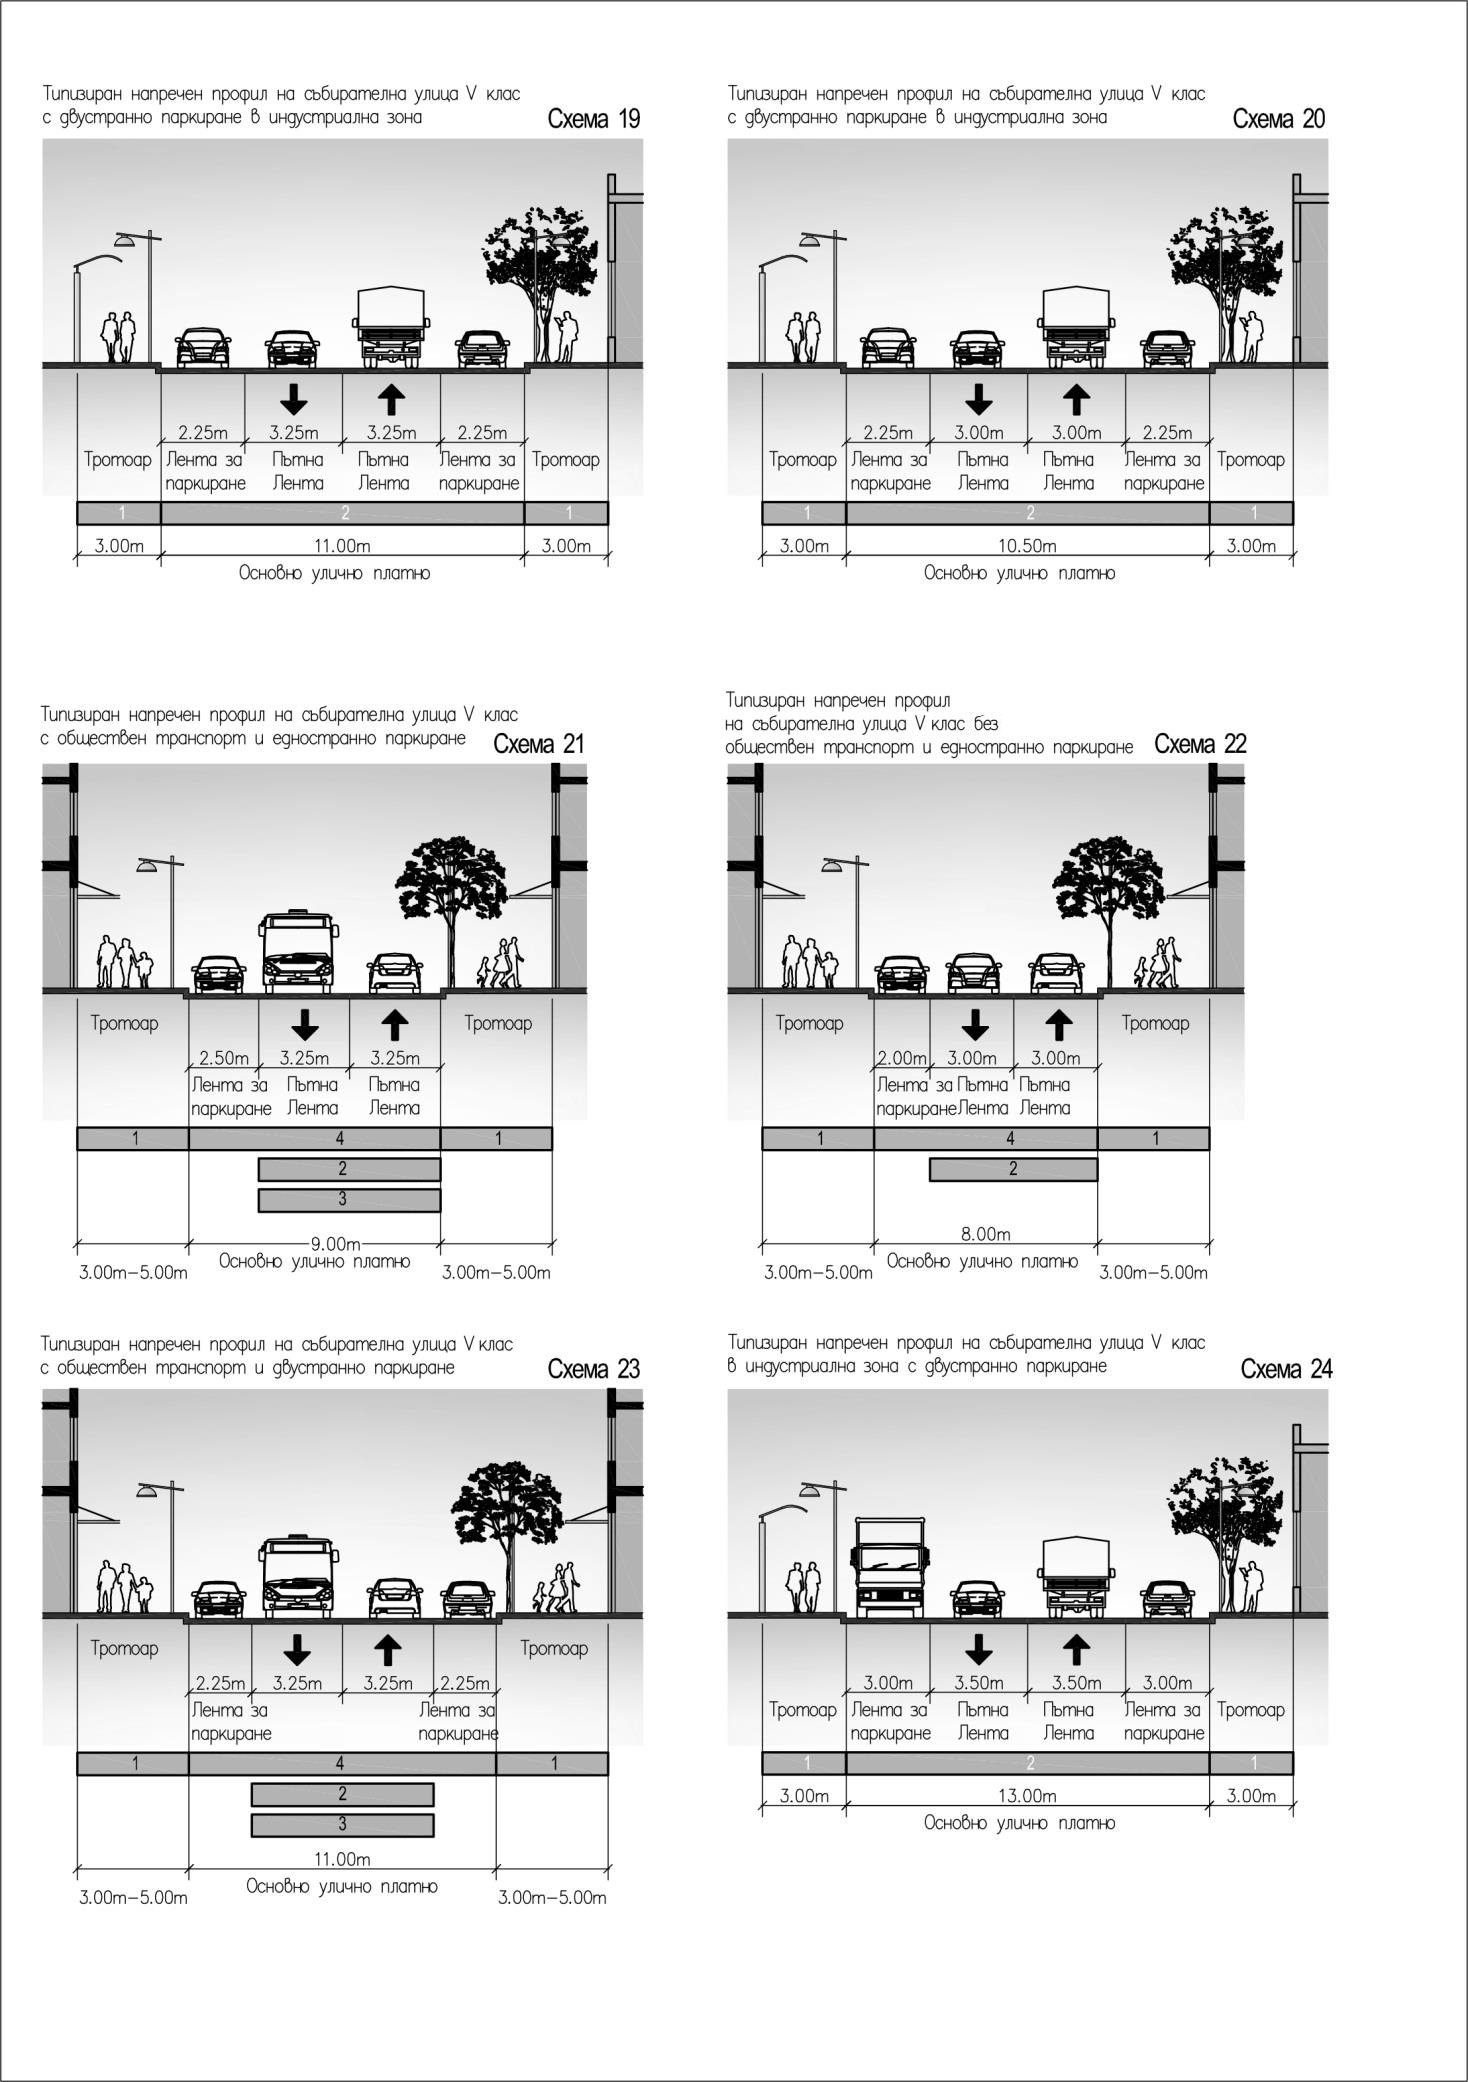 Типизиран напречен профил на събирателна улица V клас
с двустранно паркиране в индустриална зона
Схема 19
2.25m 3.25m 3.25m 2.25m
Тротоар Лента за Пътна Пътна Лента за Тротоар
паркиране Лента Лента паркиране
1 2 1
3.00m 11.00m 3.00m
Основно улично платно
Типизиран напречен профил на събирателна улица V клас
с двустранно паркиране в индустриална зона
Схема 20
2.25m 3.00m 3.00m 2.25m
Тротоар Лента за Пътна Пътна Лента за Тротоар
паркиране Лента Лента паркиране
1 2 1
3.00m 10.50m 3.00m
Основно улично платно
Типизиран напречен профил на събирателна улица V клас
с обществен транспорт и едностранно паркиране
Схема 21
Тротоар Тротоар
2.50m 3.25m 3.25m
Лента за Пътна Пътна
паркиране Лента Лента
1 4 1
2
3
9.00m
Основно улично платно
3.00m–5.00m 3.00m–5.00m
Типизиран напречен профил
на събирателна улица V клас без
обществен транспорт и едностранно паркиране
Схема 22
Тротоар Тротоар
2.00m 3.00m 3.00m
Лента за Пътна Пътна
паркиране Лента Лента
1 4 1
2
8.00m
Основно улично платно
3.00m–5.00m 3.00m–5.00m
Типизиран напречен профил на събирателна улица V клас
с обществен транспорт и двустранно паркиране
Схема 23
Тротоар Тротоар
2.25m 3.25m 3.25m 2.25m
Лента за Лента за
паркиране паркиране
1 4 1
2
3
11.00m
Основно улично платно
3.00m–5.00m 3.00m–5.00m
Типизиран напречен профил на събирателна улица V клас
в индустриална зона с двустранно паркиране
Схема 24
3.00m 3.50m 3.50m 3.00m
Тротоар Лента за Пътна Пътна Лента за Тротоар
паркиране Лента Лента паркиране
1 2 1
3.00m 13.00m 3.00m
Основно улично платно